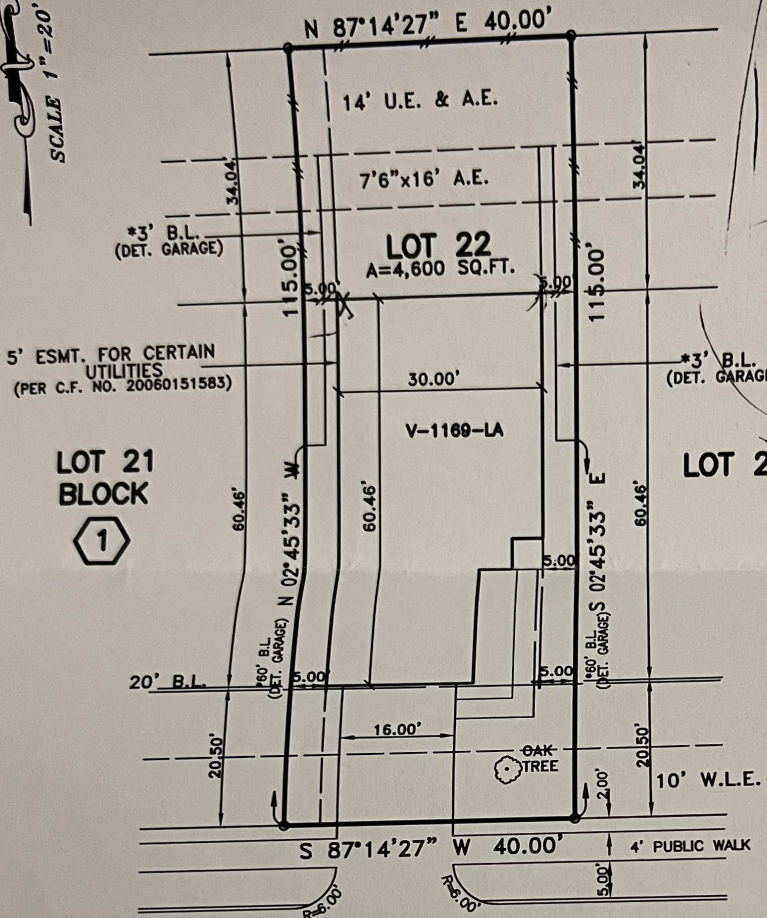 N 87°14'27" E 40.00'
SCALE 1"=20'
14' U.E. & A.E.
34.04'
34.04'
7'6"x16' A.E.
*3' B.L.
(DET. GARAGE)
LOT 22
A=4,600 SQ.FT.
115.00'
115.00'
5.00'
5.00'
5' ESMT. FOR CERTAIN
UTILITIES
(PER C.F. NO. 20060151583)
*3' B.L.
(DET. GARAGE
30.00'
V-1169-LA
LOT 21
BLOCK
1
LOT 2
60.46'
60.46'
60.46'
N 02°45'33" W
S 02°45'33" E
5.00
*60' B.L.
(DET. GARAGE)
*60' B.L.
(DET. GARAGE)
20' B.L.
5.00'
5.00'
16.00'
20.50'
20.50'
OAK
TREE
2.00'
10' W.L.E.
S 87°14'27" W 40.00'
4' PUBLIC WALK
5.00'
R=6.00'
R=6.00'